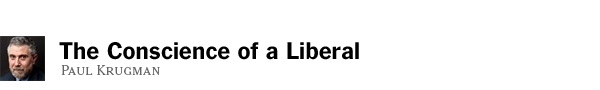 The Conscience of a Liberal
Paul Krugman